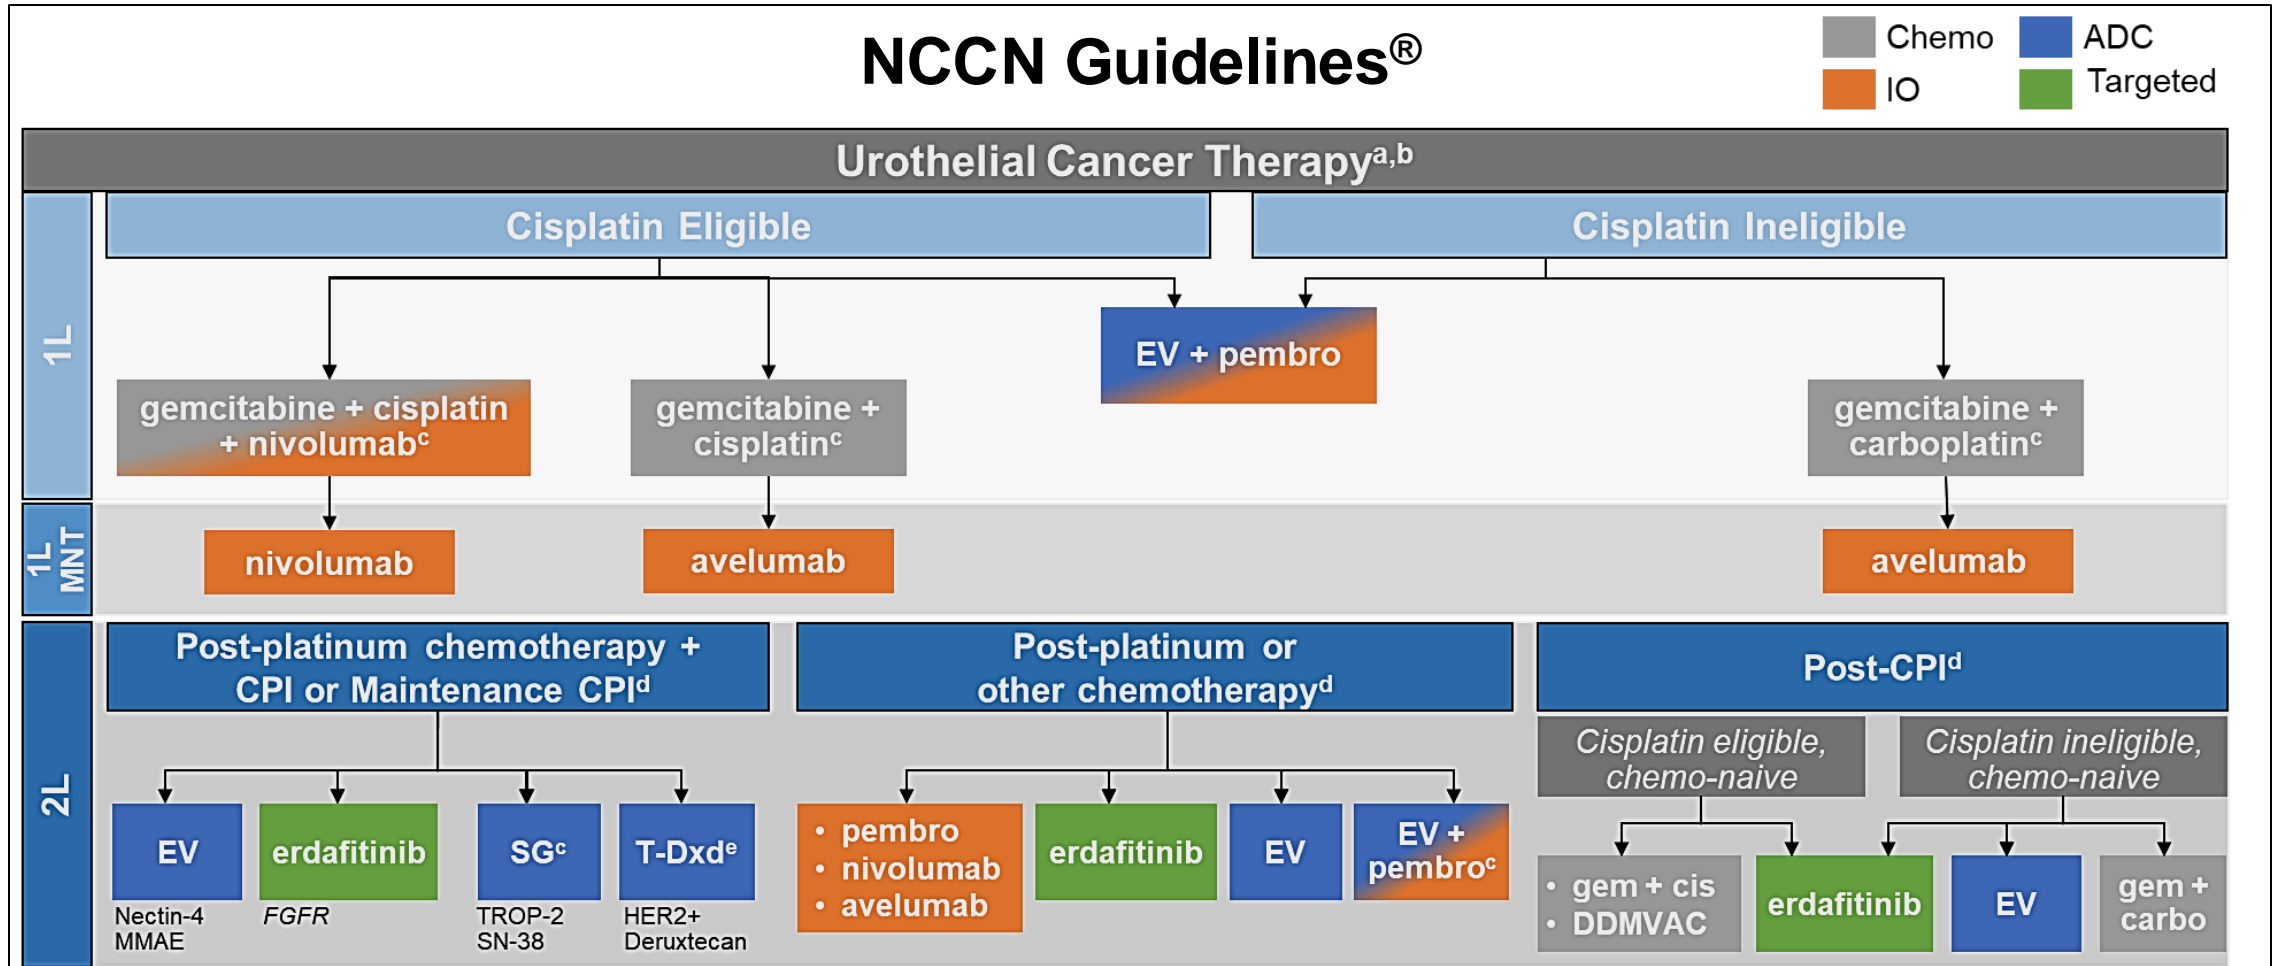 NCCN Guidelines®
Chemo
ADC
IO
Targeted
Urothelial Cancer Therapyᵃ,ᵇ
1L
Cisplatin Eligible
Cisplatin Ineligible
EV + pembro
gemcitabine + cisplatin
+ nivolumabᶜ
gemcitabine +
cisplatinᶜ
gemcitabine +
carboplatinᶜ
1L
MNT
nivolumab
avelumab
avelumab
2L
Post-platinum chemotherapy +
CPI or Maintenance CPIᵈ
Post-platinum or
other chemotherapyᵈ
Post-CPIᵈ
Cisplatin eligible,
chemo-naive
Cisplatin ineligible,
chemo-naive
EV
Nectin-4
MMAE
erdafitinib
FGFR
SGᶜ
TROP-2
SN-38
T-Dxdᵉ
HER2+
Deruxtecan
• pembro
• nivolumab
• avelumab
erdafitinib
EV
EV +
pembroᶜ
• gem + cis
• DDMVAC
erdafitinib
EV
gem +
carbo